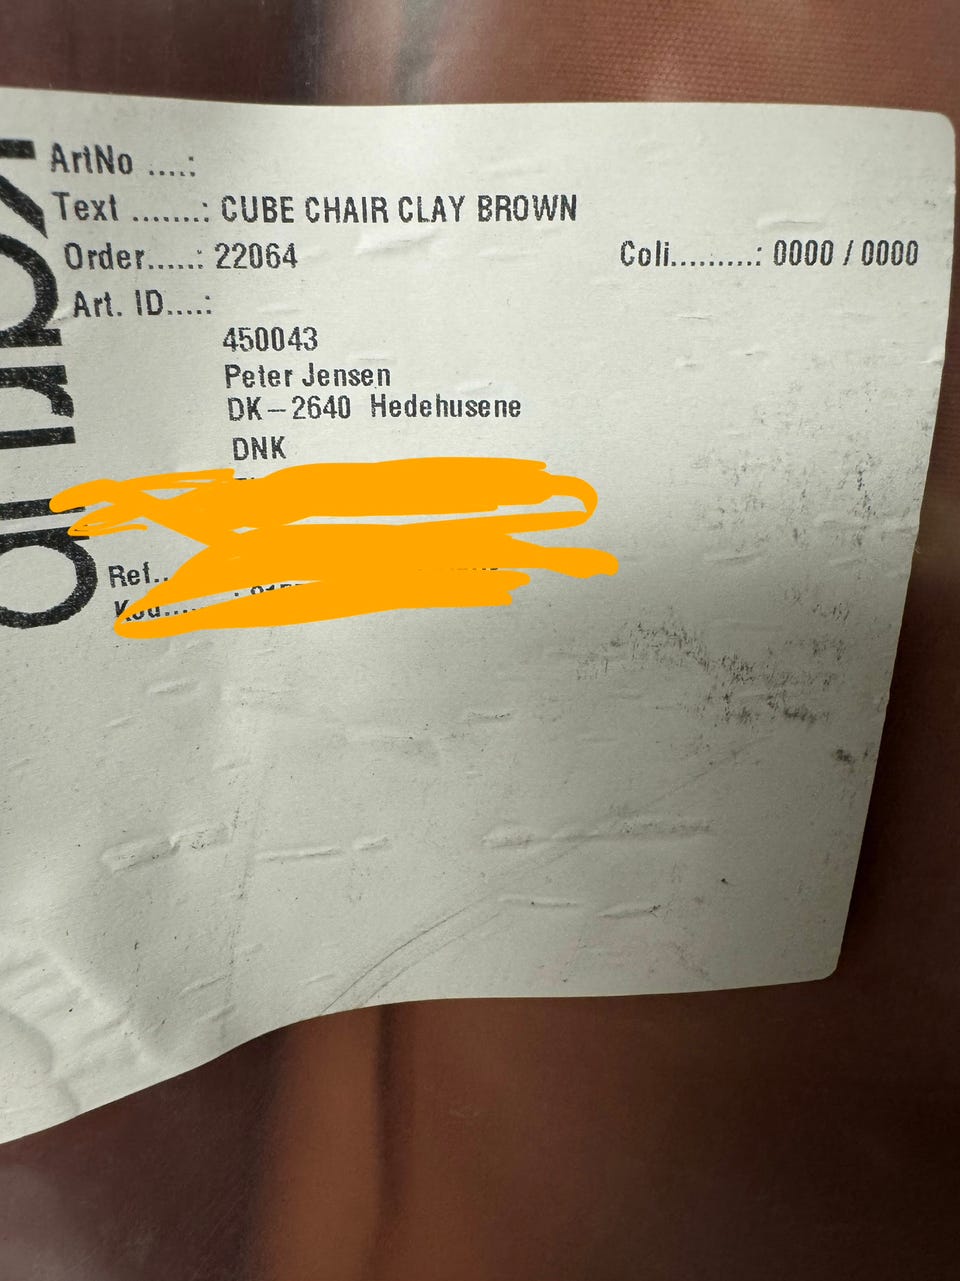 ArtNo ....:
Text .......: CUBE CHAIR CLAY BROWN
Order.....: 22064 Coli.........: 0000 / 0000
Art. ID....:
450043
Peter Jensen
DK-2640 Hedehusene
DNK
Ref..
Kod.....